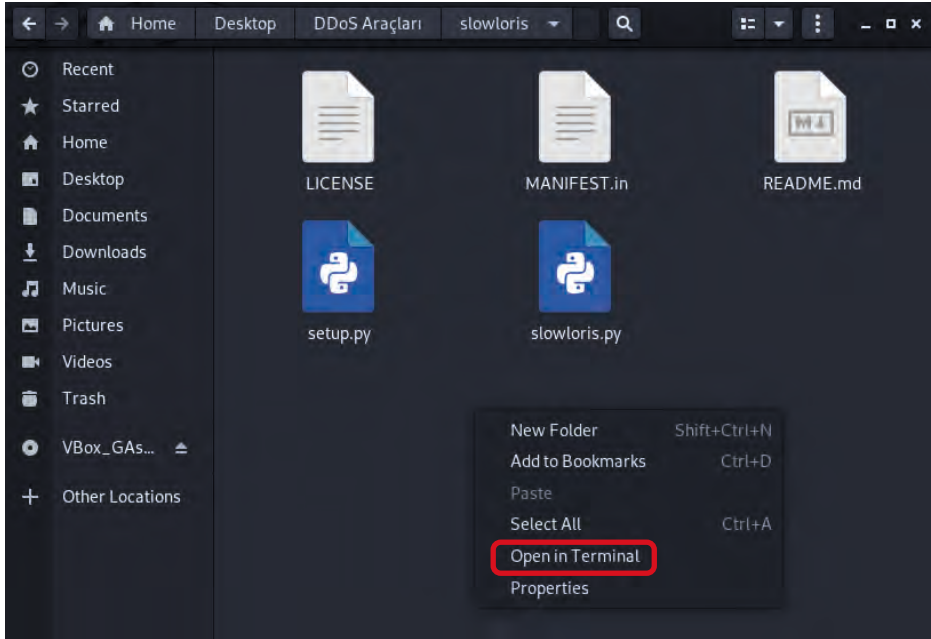 Home Desktop DDoS Araçları slowloris
Recent
Starred
Home
Desktop
Documents
Downloads
Music
Pictures
Videos
Trash
VBox_GAs...
Other Locations
LICENSE MANIFEST.in README.md
setup.py slowloris.py
New Folder Shift+Ctrl+N
Add to Bookmarks Ctrl+D
Paste
Select All Ctrl+A
Open in Terminal
Properties